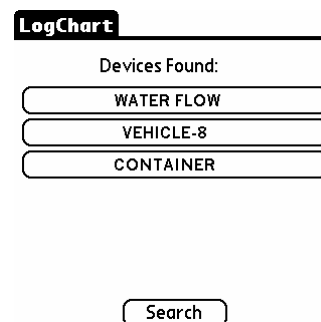 LogChart
Devices Found:
WATER FLOW
VEHICLE-8
CONTAINER
Search